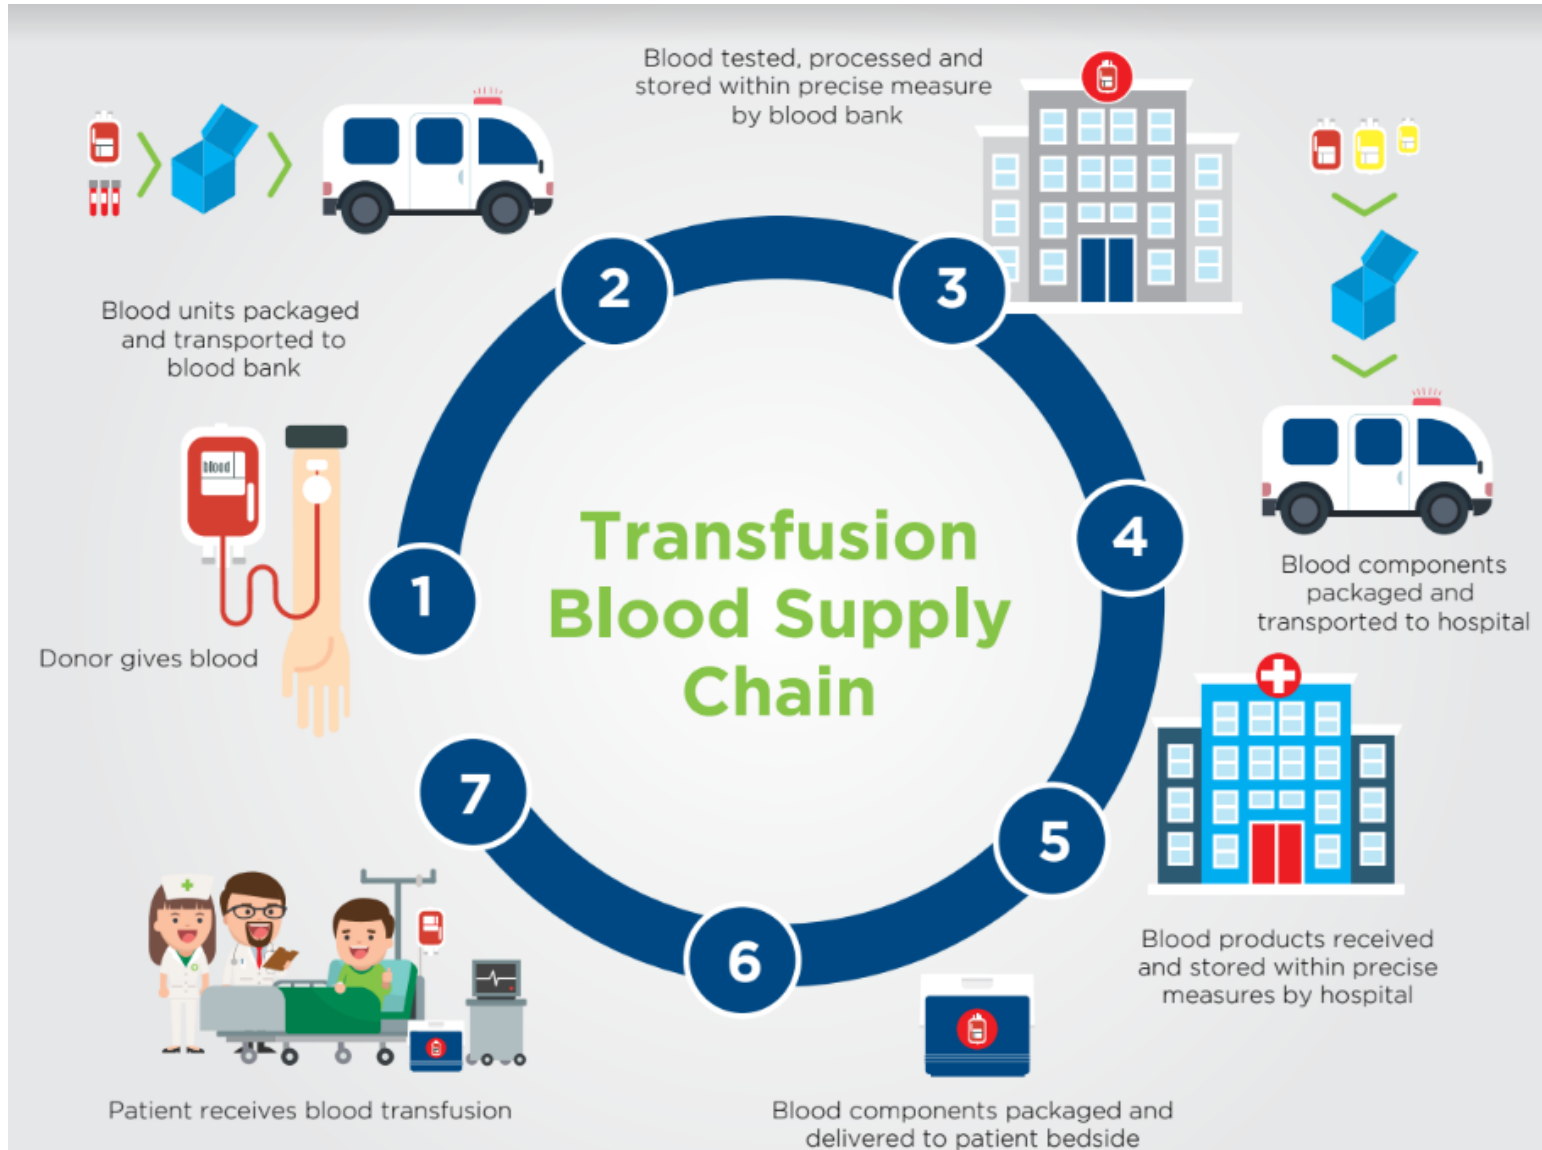 Transfusion
Blood Supply
Chain
1
Donor gives blood
blood
2
Blood units packaged
and transported to
blood bank
3
Blood tested, processed and
stored within precise measure
by blood bank
4
Blood components
packaged and
transported to hospital
5
Blood products received
and stored within precise
measures by hospital
6
Blood components packaged and
delivered to patient bedside
7
Patient receives blood transfusion